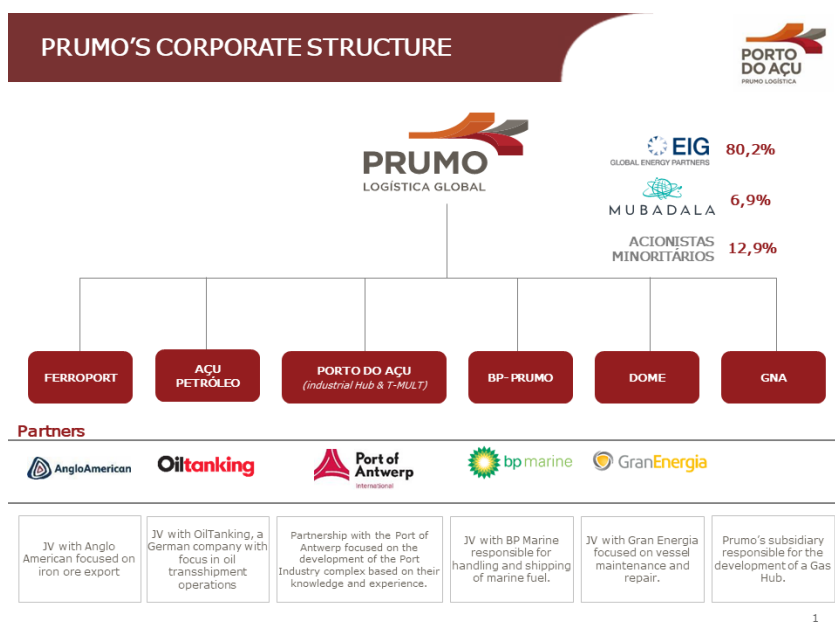 PRUMO'S CORPORATE STRUCTURE
PORTO
DO AÇU
PRUMO LOGÍSTICA
PRUMO
LOGÍSTICA GLOBAL
EIG
GLOBAL ENERGY PARTNERS
80,2%
MUBADALA
6,9%
ACIONISTAS
MINORITÁRIOS
12,9%
FERROPORT
AÇU
PETRÓLEO
PORTO DO AÇU
(industrial Hub & T-MULT)
BP-PRUMO
DOME
GNA
Partners
AngloAmerican
Oiltanking
Port of
Antwerp
International
bp marine
GranEnergia
JV with Anglo
American focused on
iron ore export
JV with OilTanking, a
German company with
focus in oil
transshipment
operations
Partnership with the Port of
Antwerp focused on the
development of the Port
Industry complex based on their
knowledge and experience.
JV with BP Marine
responsible for
handling and shipping
of marine fuel.
JV with Gran Energia
focused on vessel
maintenance and
repair.
Prumo's subsidiary
responsible for the
development of a Gas
Hub.
1